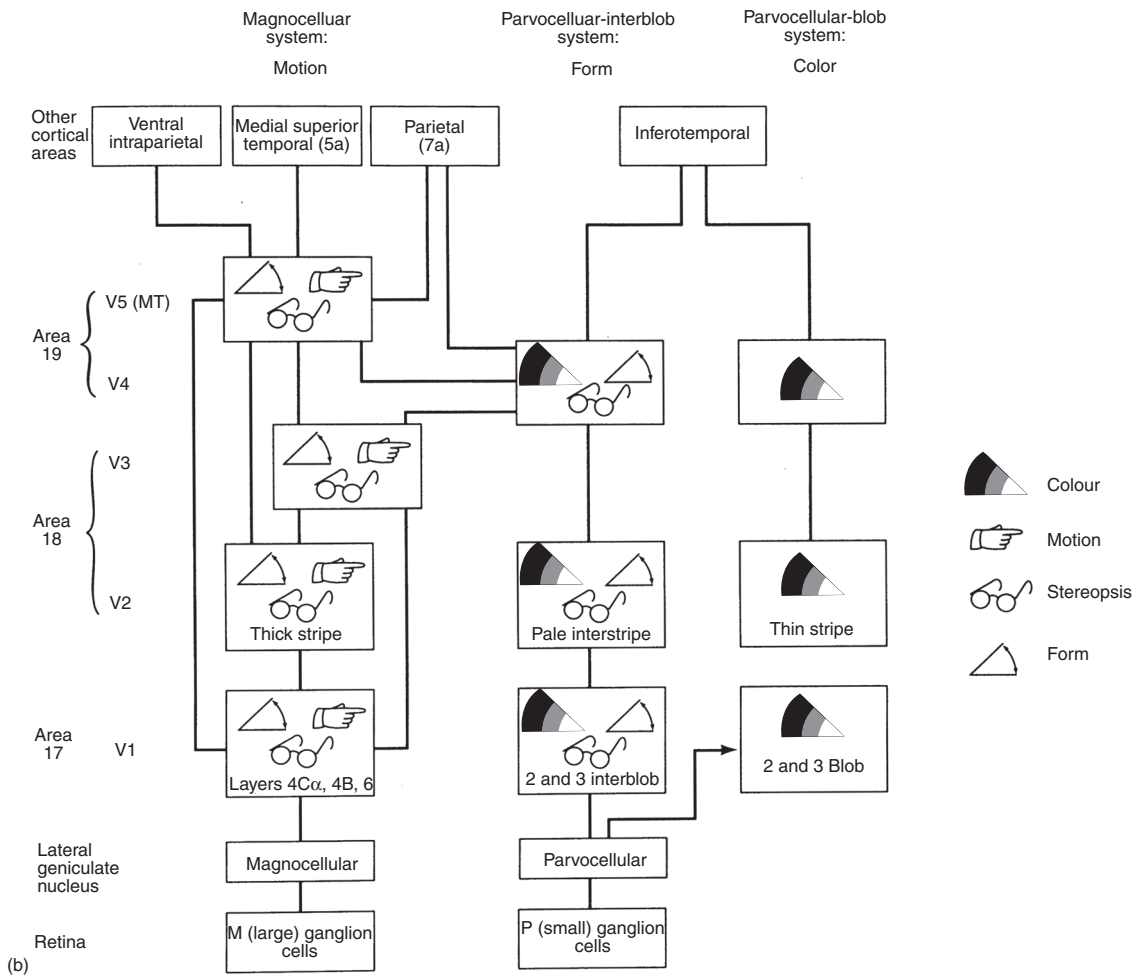 Magnocelluar
system:
Motion
Parvocelluar-interblob
system:
Form
Parvocellular-blob
system:
Color
Other
cortical
areas
Ventral
intraparietal
Medial superior
temporal (5a)
Parietal
(7a)
Inferotemporal
Area
19
V5 (MT)
V4
Area
18
V3
V2
Thick stripe
Pale interstripe
Thin stripe
Colour
Motion
Stereopsis
Form
Area
17
V1
Layers 4Cα, 4B, 6
2 and 3 interblob
2 and 3 Blob
Lateral
geniculate
nucleus
Magnocellular
Parvocellular
Retina
M (large) ganglion
cells
P (small) ganglion
cells
(b)